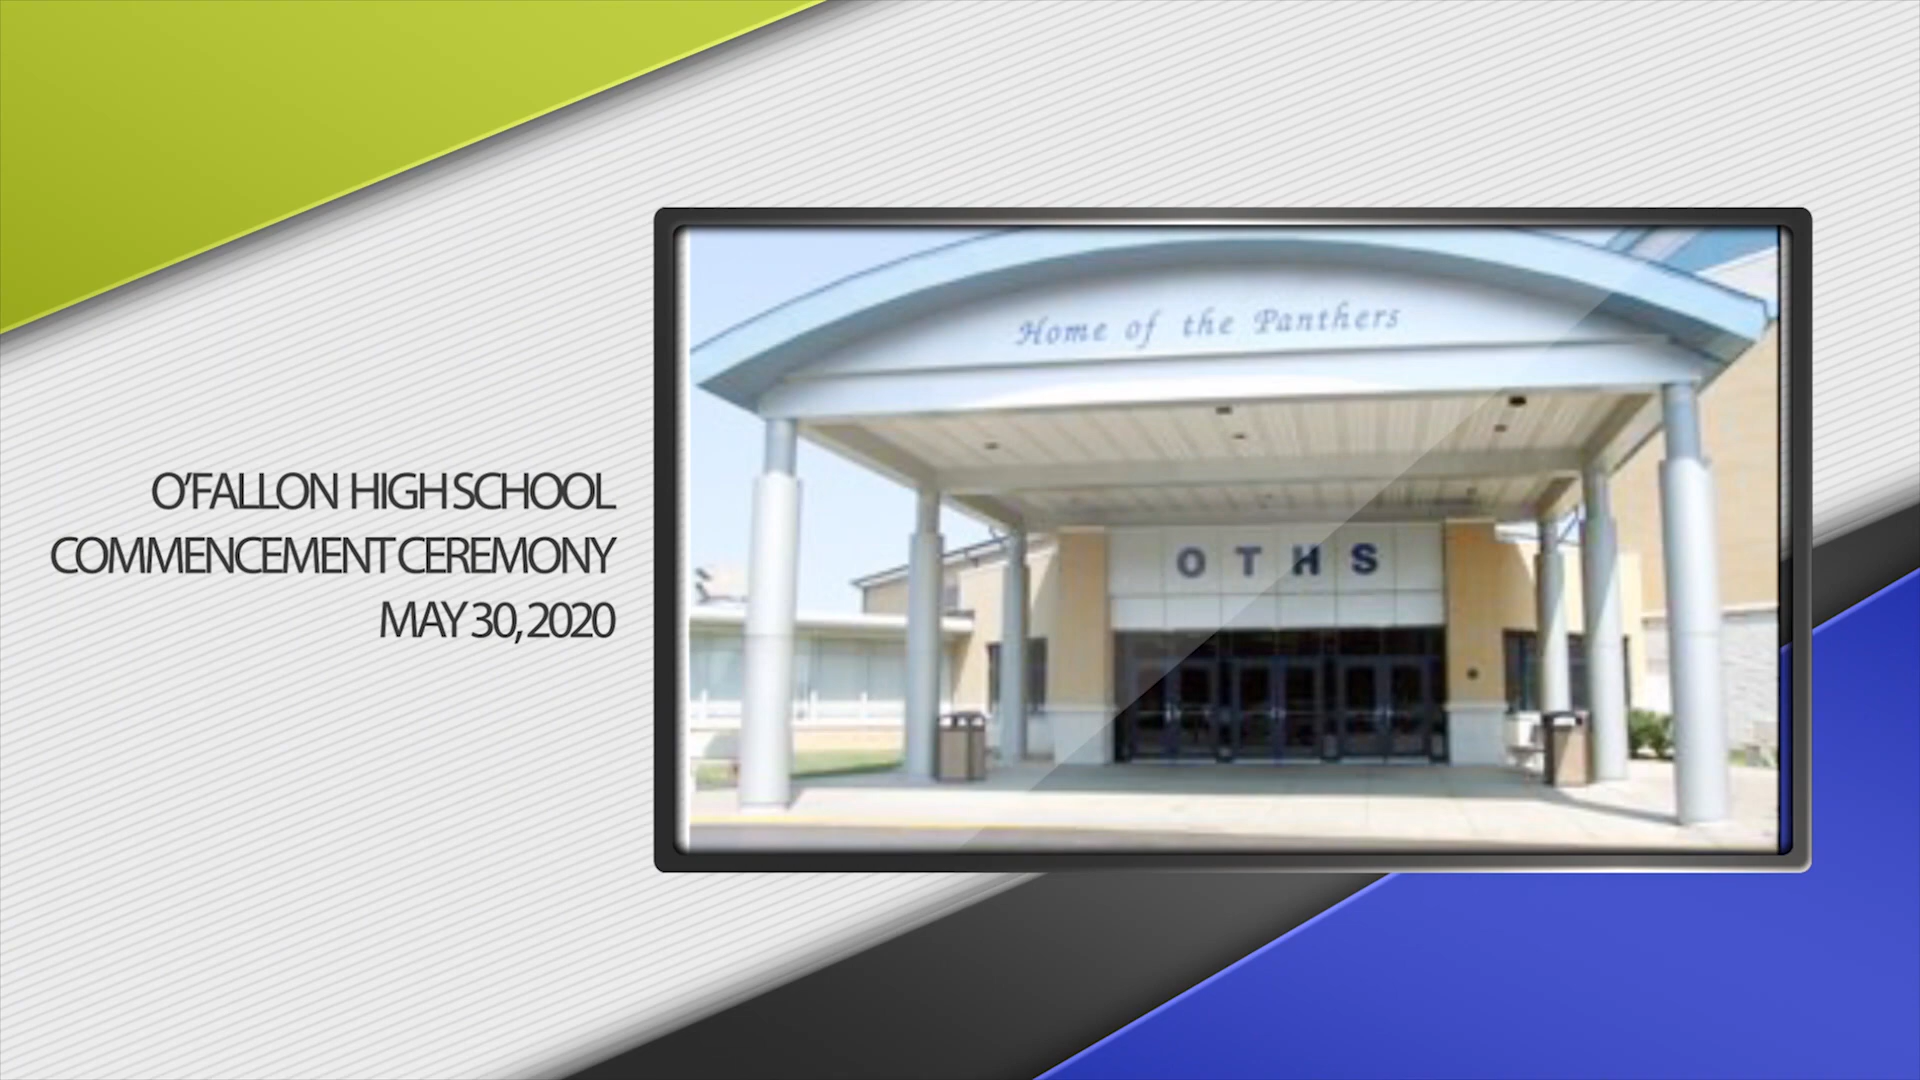 O'FALLON HIGH SCHOOL
COMMENCEMENT CEREMONY
MAY 30, 2020
Home of the Panthers
OTHS